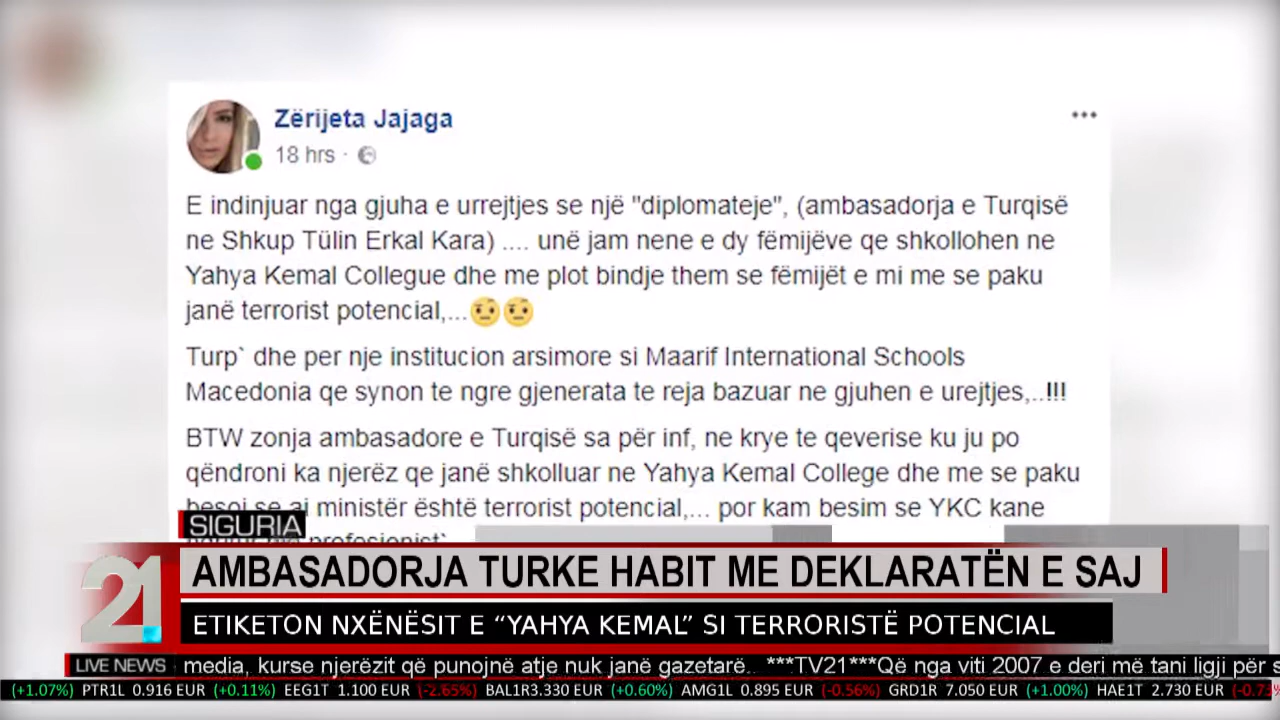 Zërijeta Jajaga
18 hrs ·
E indinjuar nga gjuha e urrejtjes se një "diplomateje", (ambasadorja e Turqisë
ne Shkup Tülin Erkal Kara) .... unë jam nene e dy fëmijëve qe shkollohen ne
Yahya Kemal Collegue dhe me plot bindje them se fëmijët e mi me se paku
janë terrorist potencial,...🤨🤨
Turp` dhe per nje institucion arsimore si Maarif International Schools
Macedonia qe synon te ngre gjenerata te reja bazuar ne gjuhen e urejtjes,..!!!
BTW zonja ambasadore e Turqisë sa për inf, ne krye te qeverise ku ju po
qëndroni ka njerëz qe janë shkolluar ne Yahya Kemal College dhe me se paku
besoj se aj ministër është terrorist potencial,... por kam besim se YKC kane
SIGURIA
21
AMBASADORJA TURKE HABIT ME DEKLARATËN E SAJ
ETIKETON NXËNËSIT E “YAHYA KEMAL” SI TERRORISTË POTENCIAL
LIVE NEWS media, kurse njerëzit që punojnë atje nuk janë gazetarë. ***TV21***Që nga viti 2007 e deri më tani ligji për s
(+1.07%) PTR1L 0.916 EUR (+0.11%) EEG1T 1.100 EUR (-2.65%) BAL1R3.330 EUR (+0.60%) AMG1L 0.895 EUR (-0.56%) GRD1R 7.050 EUR (+1.00%) HAE1T 2.730 EUR (-0.73%